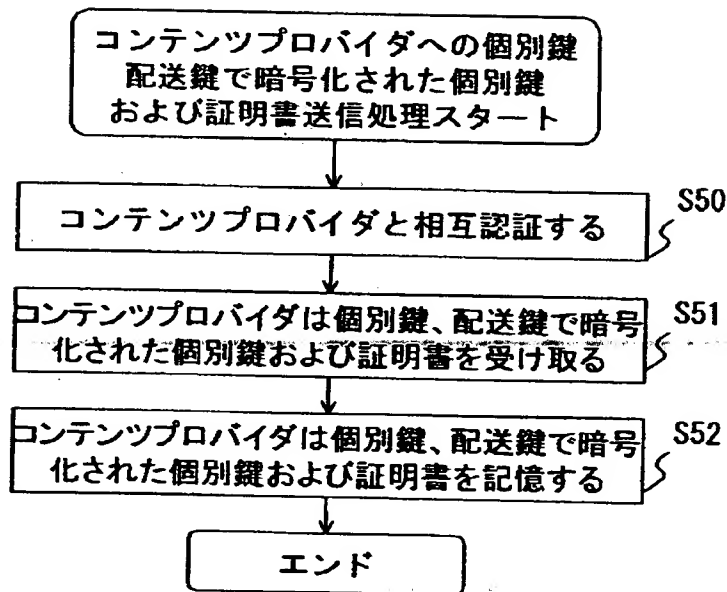 コンテンツプロバイダへの個別鍵
配送鍵で暗号化された個別鍵
および証明書送信処理スタート
コンテンツプロバイダと相互認証する
S50
コンテンツプロバイダは個別鍵、配送鍵で暗号
化された個別鍵および証明書を受け取る
S51
コンテンツプロバイダは個別鍵、配送鍵で暗号
化された個別鍵および証明書を記憶する
S52
エンド